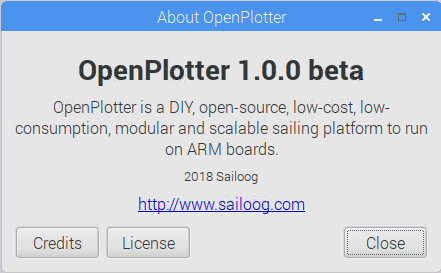 About OpenPlotter
OpenPlotter 1.0.0 beta
OpenPlotter is a DIY, open-source, low-cost, low-
consumption, modular and scalable sailing platform to run
on ARM boards.
2018 Sailoog
http://www.sailoog.com
Credits License Close